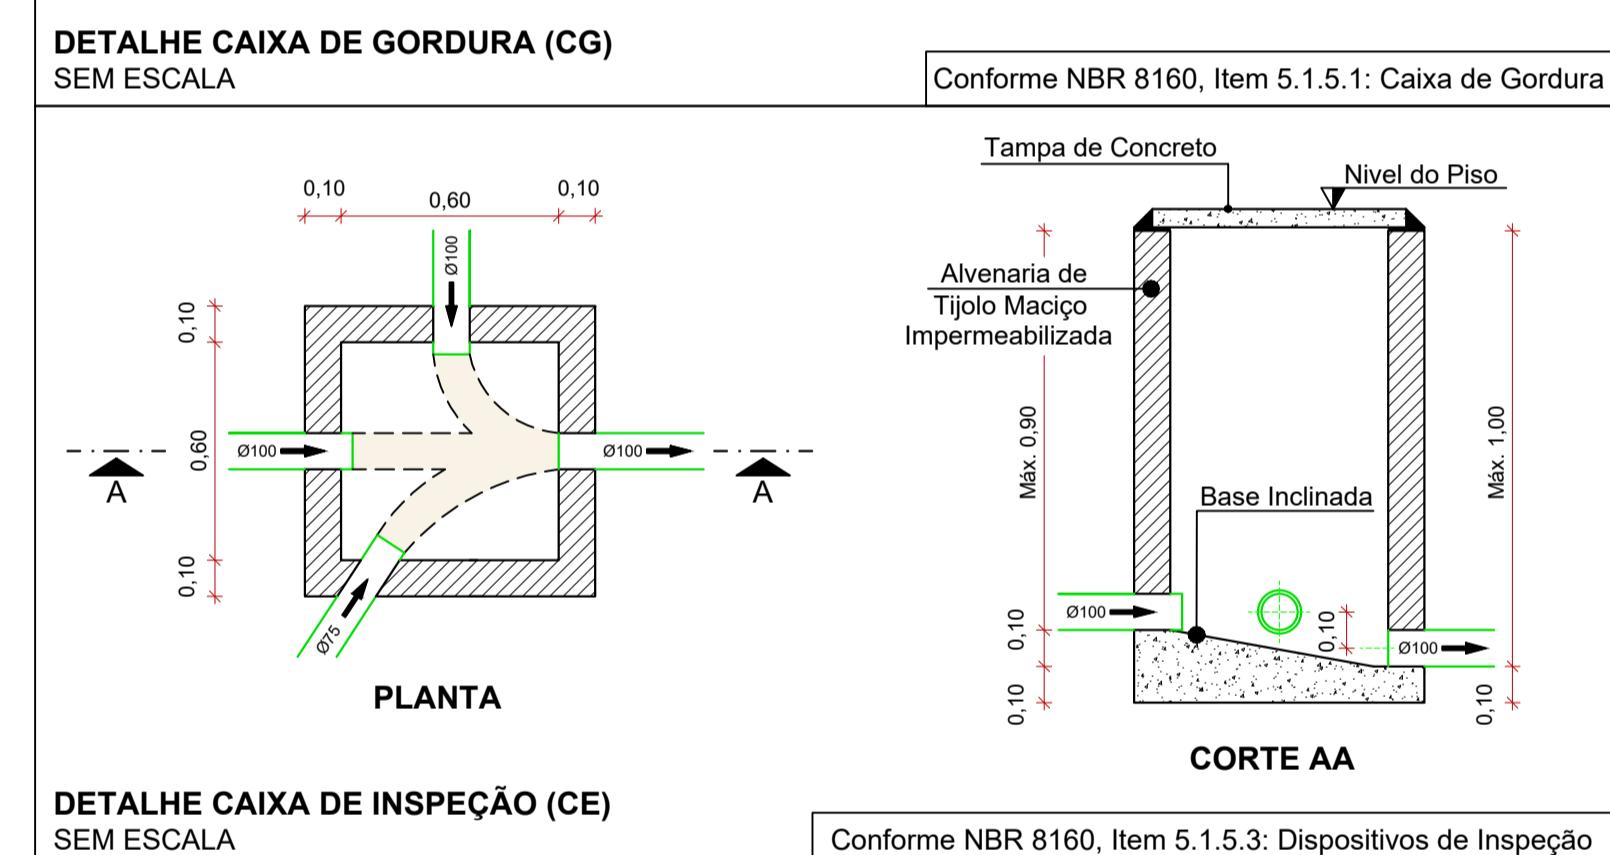 DETALHE CAIXA DE GORDURA (CG)
SEM ESCALA
Conforme NBR 8160, Item 5.1.5.1: Caixa de Gordura
0,10
0,60
0,10
Ø100
0,10
0,60
0,10
Ø100
Ø100
Ø75
A
A
PLANTA
Tampa de Concreto
Nivel do Piso
Alvenaria de
Tijolo Maciço
Impermeabilizada
Máx. 0,90
Máx. 1,00
Base Inclinada
Ø100
0,10
0,10
Ø100
0,10
0,10
CORTE AA
DETALHE CAIXA DE INSPEÇÃO (CE)
SEM ESCALA
Conforme NBR 8160, Item 5.1.5.3: Dispositivos de Inspeção